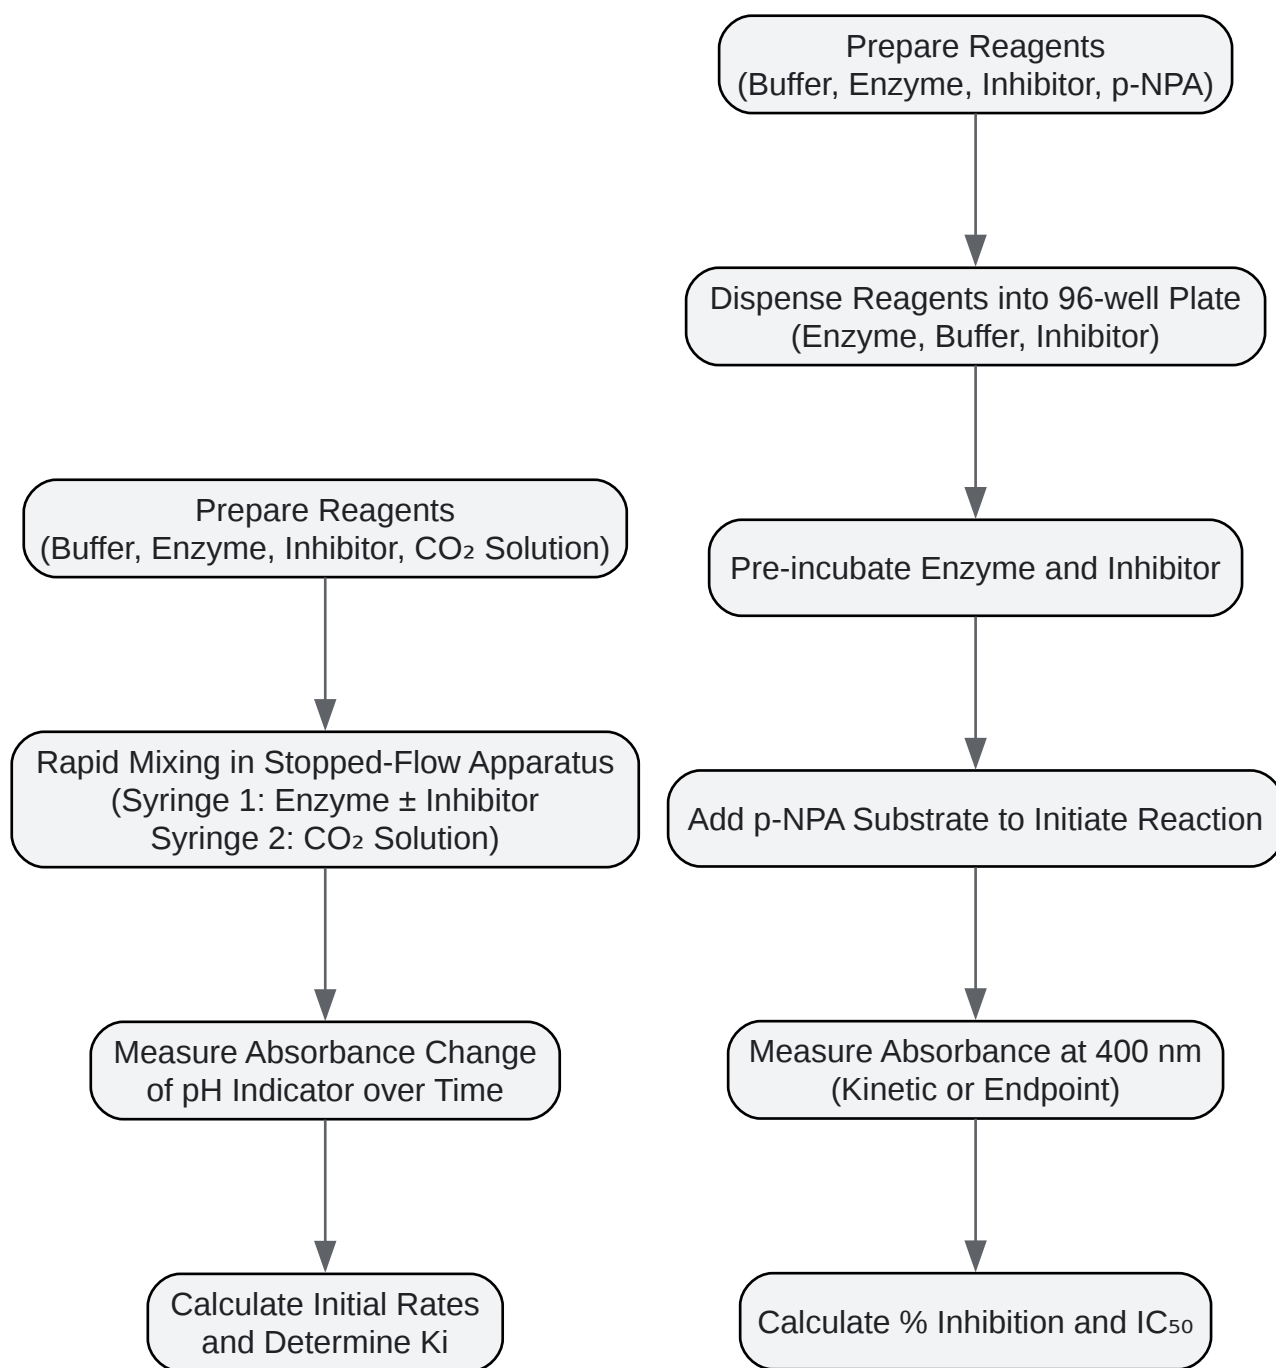 Prepare Reagents
(Buffer, Enzyme, Inhibitor, CO₂ Solution)
Rapid Mixing in Stopped-Flow Apparatus
(Syringe 1: Enzyme ± Inhibitor
Syringe 2: CO₂ Solution)
Measure Absorbance Change
of pH Indicator over Time
Calculate Initial Rates
and Determine Ki
Prepare Reagents
(Buffer, Enzyme, Inhibitor, p-NPA)
Dispense Reagents into 96-well Plate
(Enzyme, Buffer, Inhibitor)
Pre-incubate Enzyme and Inhibitor
Add p-NPA Substrate to Initiate Reaction
Measure Absorbance at 400 nm
(Kinetic or Endpoint)
Calculate % Inhibition and IC₅₀